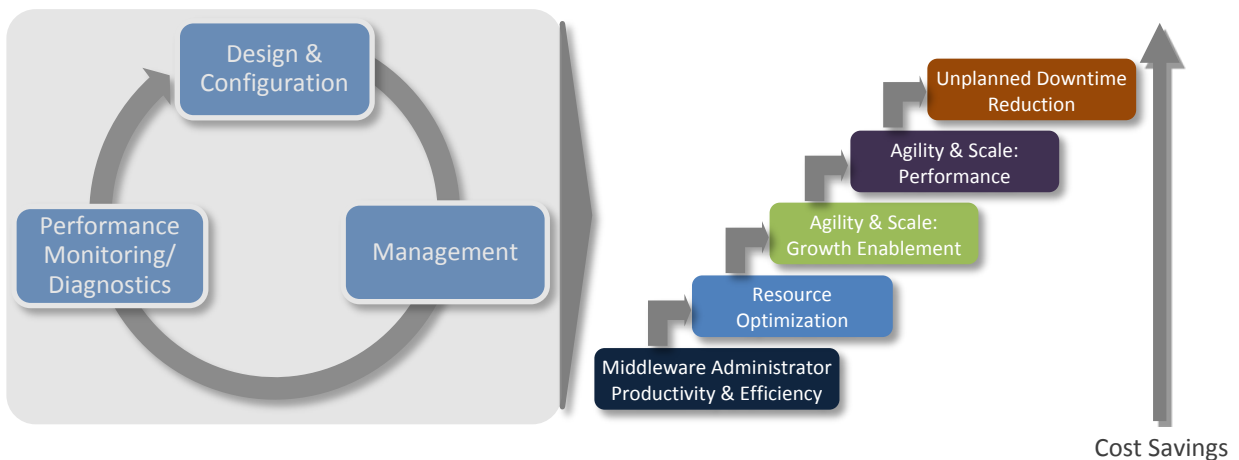 Design &
Configuration
Performance
Monitoring/
Diagnostics
Management
Unplanned Downtime
Reduction
Agility & Scale:
Performance
Agility & Scale:
Growth Enablement
Resource
Optimization
Middleware Administrator
Productivity & Efficiency
Cost Savings